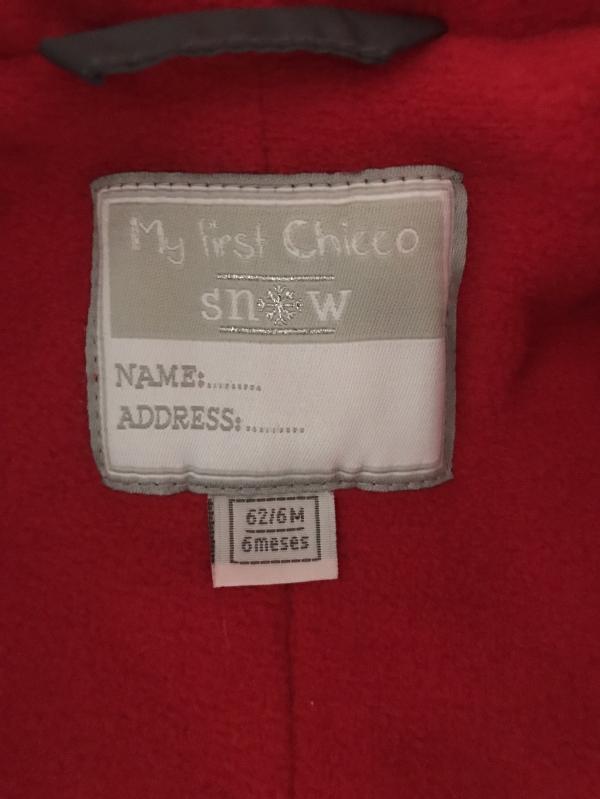 My first Chicco
snow
NAME:.........
ADDRESS:.........
62/6M
6meses